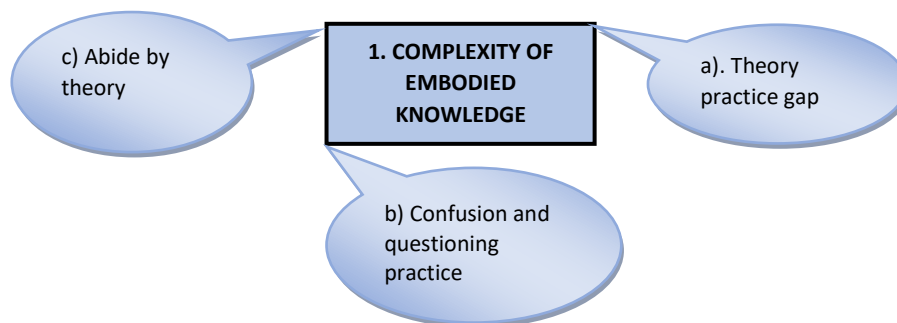 1. COMPLEXITY OF
EMBODIED
KNOWLEDGE
a). Theory
practice gap
b) Confusion and
questioning
practice
c) Abide by
theory